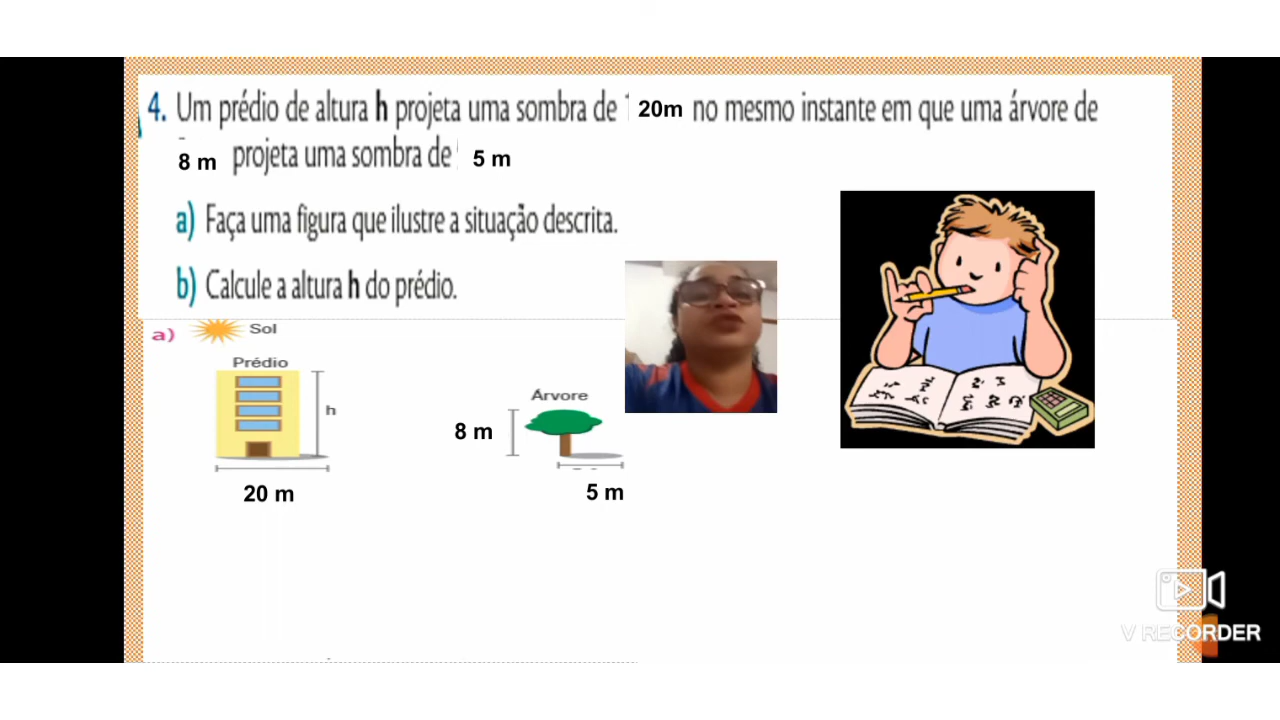 4. Um prédio de altura h projeta uma sombra de 20m no mesmo instante em que uma árvore de
8 m projeta uma sombra de 5 m
a) Faça uma figura que ilustre a situação descrita.
b) Calcule a altura h do prédio.
a) Sol
Prédio
h
20 m
Árvore
8 m
5 m
V RECORDER